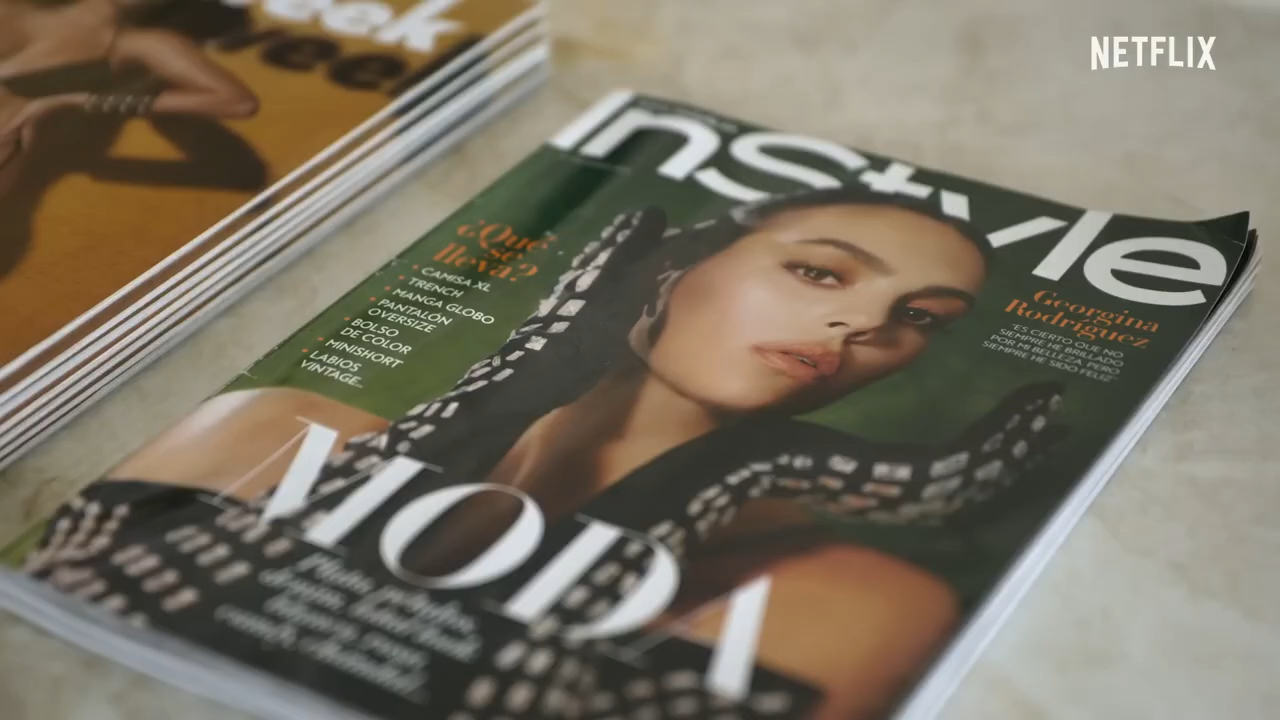 NETFLIX
InStyle
¿Qué
se
lleva?
• CAMISA XL
TRENCH
• MANGA GLOBO
PANTALÓN
OVERSIZE
• BOLSO
DE COLOR
• MINISHORT
• LABIOS
VINTAGE...
Georgina
Rodríguez
"ES CIERTO QUE NO
SIEMPRE HE BRILLADO
POR MI BELLEZA, PERO
SIEMPRE HE SIDO FELIZ"
MODA